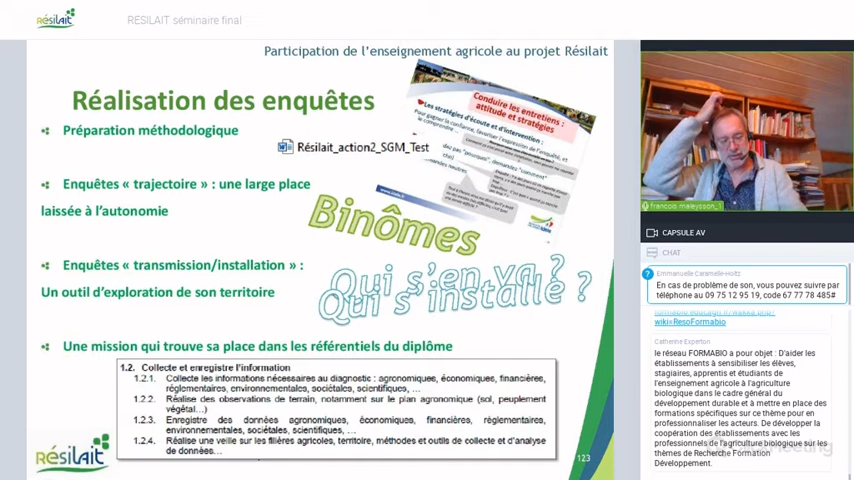 Résilait
RESILAIT séminaire final
Participation de l'enseignement agricole au projet Résilait
Réalisation des enquêtes
Conduire les entretiens :
attitude et stratégies
Les stratégies d'écoute et d'intervention :
Préparation méthodologique
Résilait_action2_SGM_Test
Enquêtes « trajectoire » : une large place
laissée à l'autonomie
Binômes
Enquêtes « transmission/installation » :
Un outil d'exploration de son territoire
Qui s'en va ?
Qui s'installe ?
Une mission qui trouve sa place dans les référentiels du diplôme
1.2. Collecte et enregistre l'information
1.2.1. Collecte les informations nécessaires au diagnostic : agronomiques, économiques, financières,
réglementaires, environnementales, sociétales, scientifiques, ...
1.2.2. Réalise des observations de terrain, notamment sur le plan agronomique (sol, peuplement
végétal...)
1.2.3. Enregistre des données agronomiques, économiques, financières, réglementaires,
environnementales, sociétales, scientifiques, ...
1.2.4. Réalise une veille sur les filières agricoles, territoire, méthodes et outils de collecte et d'analyse
de données...
Résilait
123
francois maleysson_1
CAPSULE AV
CHAT
Emmanuelle Caramelle-Holtz
En cas de problème de son, vous pouvez suivre par
téléphone au 09 75 12 95 19, code 67 77 78 485#
wiki=ResoFormabio
Catherine Experton
le réseau FORMABIO a pour objet : D'aider les
établissements à sensibiliser les élèves,
stagiaires, apprentis et étudiants de
l'enseignement agricole à l'agriculture
biologique dans le cadre général du
développement durable et à mettre en place des
formations spécifiques sur ce thème pour en
professionnaliser les acteurs. De développer la
coopération des établissements avec les
professionnels de l'agriculture biologique sur les
thèmes de Recherche Formation
Développement.